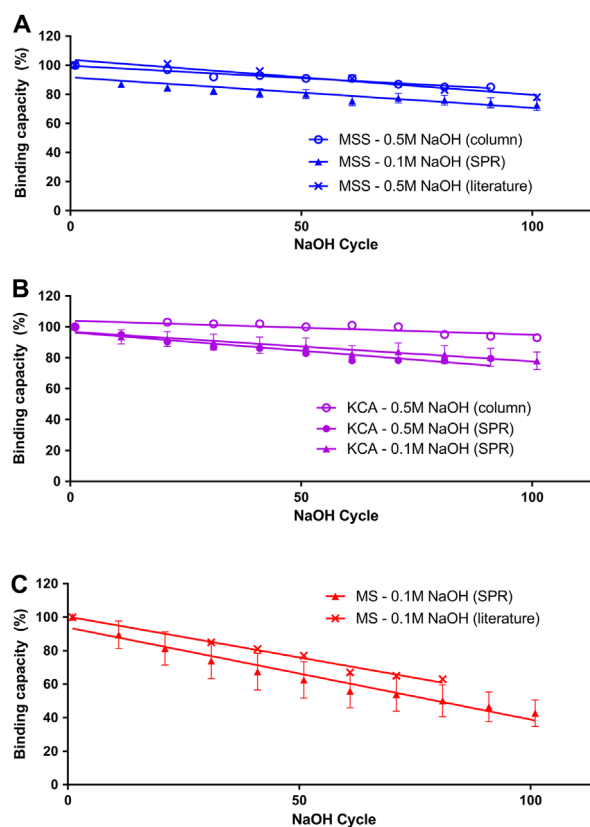 A
Binding capacity (%)
120
100
80
60
40
20
0
0
50
100
NaOH Cycle
MSS - 0.5M NaOH (column)
MSS - 0.1M NaOH (SPR)
MSS - 0.5M NaOH (literature)
B
Binding capacity (%)
120
100
80
60
40
20
0
0
50
100
NaOH Cycle
KCA - 0.5M NaOH (column)
KCA - 0.5M NaOH (SPR)
KCA - 0.1M NaOH (SPR)
C
Binding capacity (%)
120
100
80
60
40
20
0
0
50
100
NaOH Cycle
MS - 0.1M NaOH (SPR)
MS - 0.1M NaOH (literature)